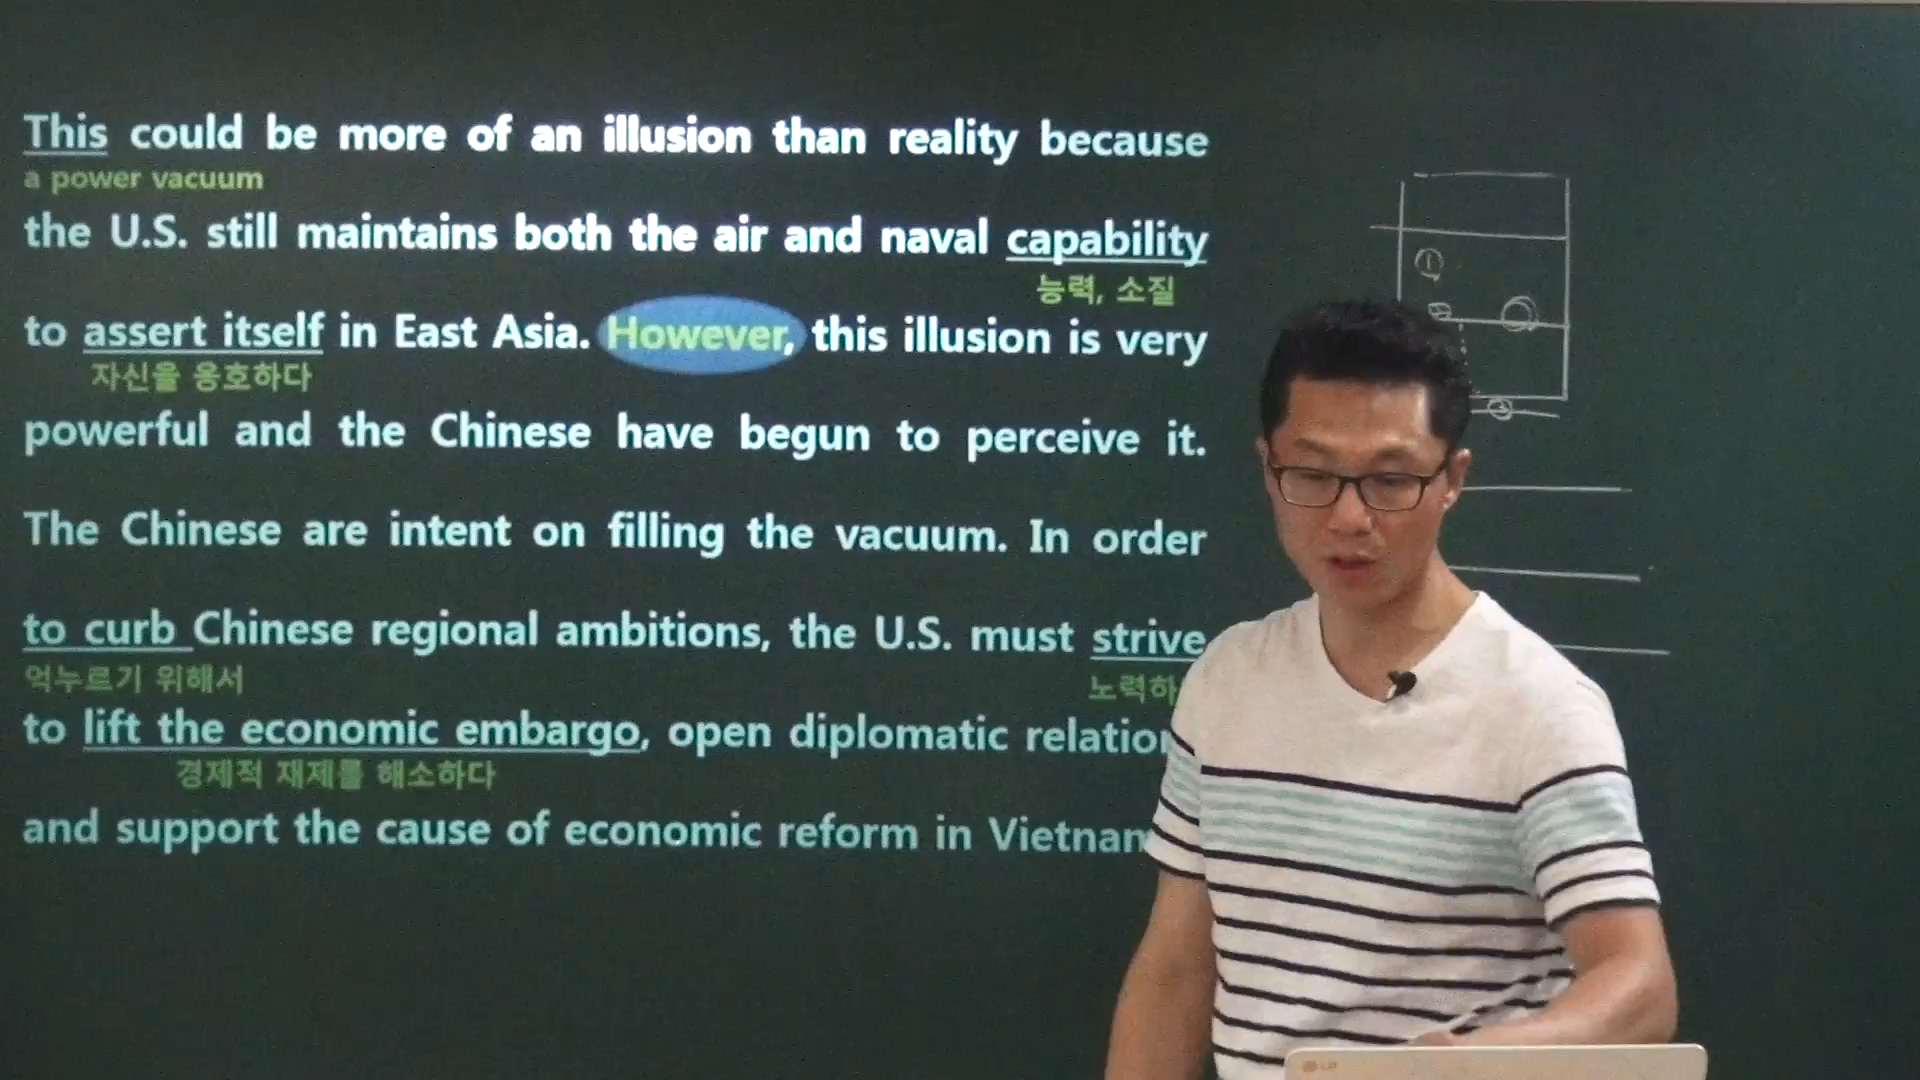 This could be more of an illusion than reality because
a power vacuum
the U.S. still maintains both the air and naval capability
능력, 소질
to assert itself in East Asia. However, this illusion is very
자신을 옹호하다
powerful and the Chinese have begun to perceive it.
The Chinese are intent on filling the vacuum. In order
to curb Chinese regional ambitions, the U.S. must strive
억누르기 위해서
노력하
to lift the economic embargo, open diplomatic relation
경제적 재제를 해소하다
and support the cause of economic reform in Vietnam
①
LG